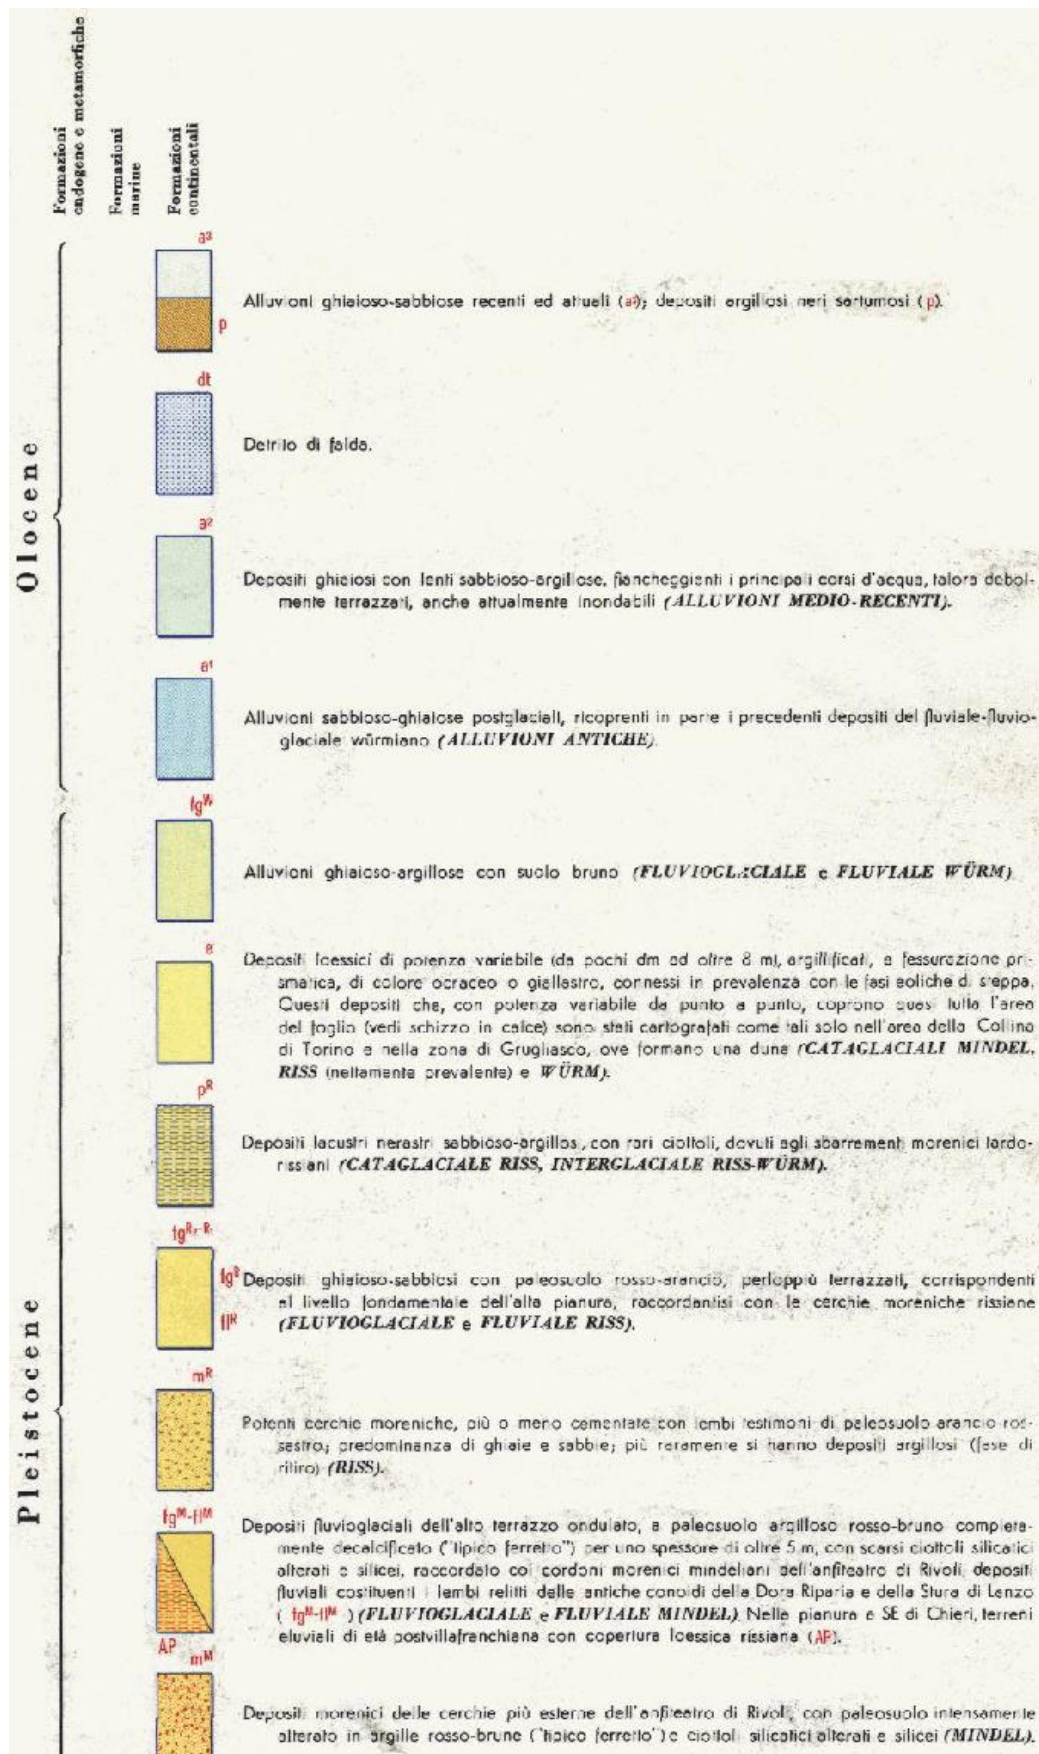 Formazioni
endogene e metamorfiche
Formazioni
marine
Formazioni
continentali
Olocene
a3
p
Alluvioni ghiaioso-sabbiose recenti ed attuali (a3); depositi argillosi neri sortumosi (p).
dt
Detrito di falda.
a2
Depositi ghiaiosi con lenti sabbioso-argillose, fiancheggianti i principali corsi d'acqua, talora debol-
mente terrazzati, anche attualmente inondabili (ALLUVIONI MEDIO-RECENTI).
a1
Alluvioni sabbioso-ghiaiose postglaciali, ricoprenti in parte i precedenti depositi del fluviale-fluvio-
glaciale würmiano (ALLUVIONI ANTICHE)
Pleistocene
fgW
Alluvioni ghiaioso-argillose con suolo bruno (FLUVIOGLACIALE e FLUVIALE WÜRM)
e
Depositi loessici di potenza variabile (da pochi dm ad oltre 8 m), argillificati, a fessurazione pri-
smatica, di colore ocraceo o giallastro, connessi in prevalenza con le fasi eoliche di steppa.
Questi depositi che, con potenza variabile da punto a punto, coprono quasi tutta l'area
del foglio (vedi schizzo in calce) sono stati cartografati come tali solo nell'area della Collina
di Torino e nella zona di Grugliasco, ove formano una duna (CATAGLACIALI MINDEL,
RISS (nettamente prevalente) e WÜRM).
pR
Depositi lacustri nerastri sabbioso-argillosi, con rari ciottoli, dovuti agli sbarramenti morenici tardo-
rissiani (CATAGLACIALE RISS, INTERGLACIALE RISS-WÜRM).
fgR
flR
Depositi ghiaioso-sabbiosi con paleosuolo rosso-arancio, perloppiù terrazzati, corrispondenti
al livello fondamentale dell'alta pianura, raccordantisi con le cerchie moreniche rissiane
(FLUVIOGLACIALE e FLUVIALE RISS).
mR
Potenti cerchie moreniche, più o meno cementate con lembi testimoni di paleosuolo arancio ros-
sastro; predominanza di ghiaie e sabbie; più raramente si hanno depositi argillosi (fase di
ritiro) (RISS).
fgM-flM
AP
Depositi fluvioglaciali dell'alto terrazzo ondulato, a paleosuolo argilloso rosso-bruno completa-
mente decalcificato ("tipico ferretto") per uno spessore di oltre 5 m, con scarsi ciottoli silicatici
alterati e silicei, raccordato coi cordoni morenici mindeliani dell'anfiteatro di Rivoli, depositi
fluviali costituenti i lembi relitti delle antiche conoidi della Dora Riparia e della Stura di Lanzo
( fgM-flM ) (FLUVIOGLACIALE e FLUVIALE MINDEL). Nella pianura a SE di Chieri, terreni
eluviali di età postvillafranchiana con copertura loessica rissiana (AP).
mM
Depositi morenici delle cerchie più esterne dell'anfiteatro di Rivoli, con paleosuolo intensamente
alterato in argille rosso-brune ("tipico ferretto") e ciottoli silicatici alterati e silicei (MINDEL).